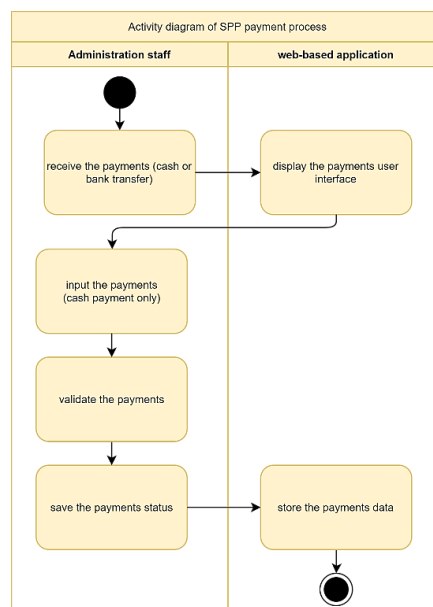 Activity diagram of SPP payment process
Administration staff
web-based application
receive the payments (cash or
bank transfer)
display the payments user
interface
input the payments
(cash payment only)
validate the payments
save the payments status
store the payments data